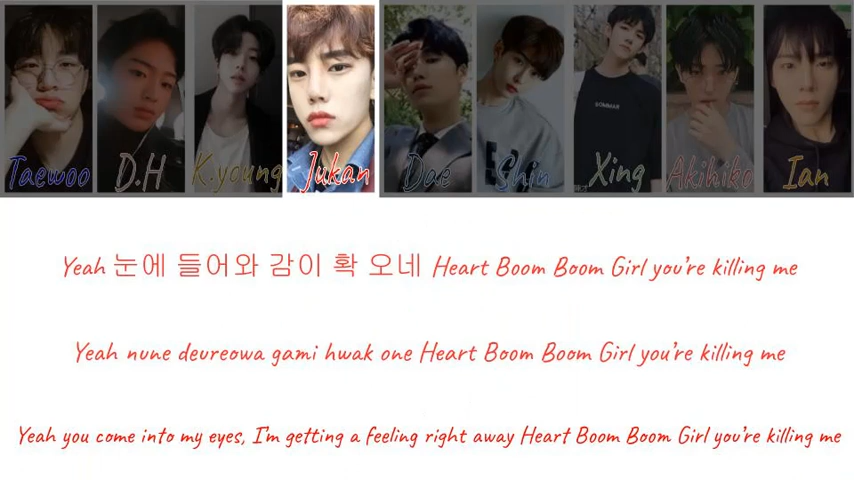 Taewoo D.H K.young Jukan Dae Shin Xing Akihiko Ian
Yeah 눈에 들어와 감이 확 오네 Heart Boom Boom Girl you're killing me
Yeah nune deureowa gami hwak one Heart Boom Boom Girl you're killing me
Yeah you come into my eyes, I'm getting a feeling right away Heart Boom Boom Girl you're killing me